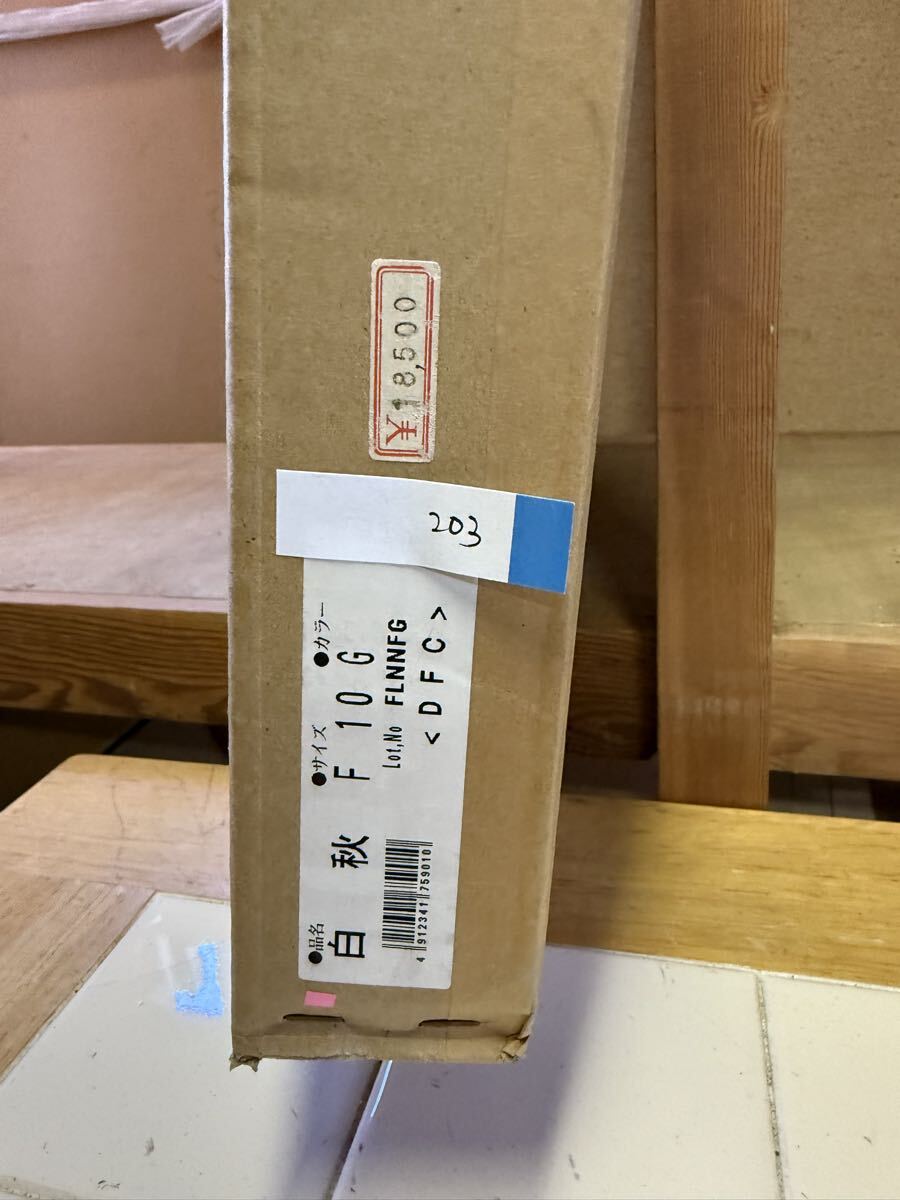 ¥18,500
203
●品名 ●サイズ ●カラー
白秋 F10G
Lot,No FLNNFG
<DFC>
4 912341 759010